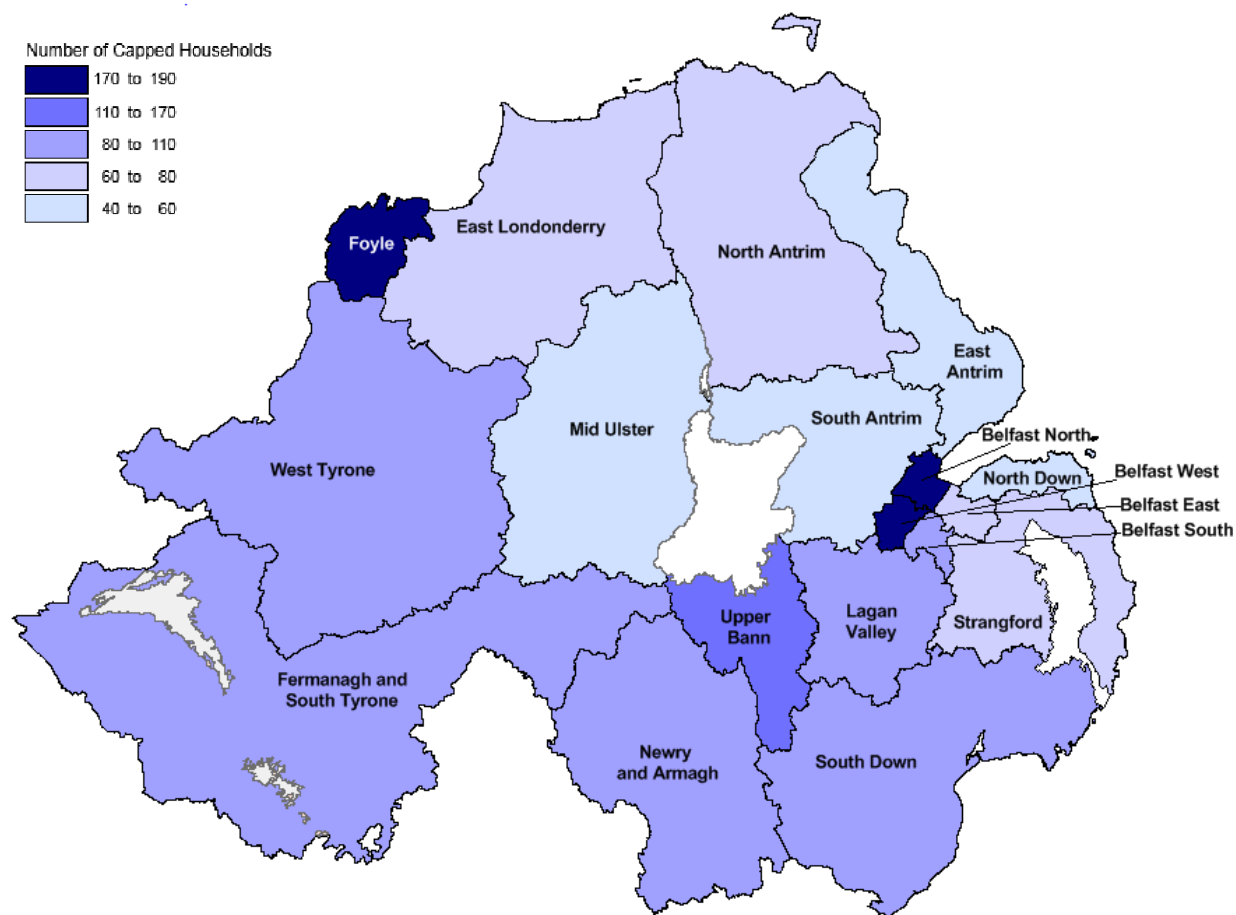 Number of Capped Households
170 to 190
110 to 170
80 to 110
60 to 80
40 to 60
Foyle
East Londonderry
North Antrim
East
Antrim
South Antrim
Mid Ulster
Belfast North
West Tyrone
North Down
Belfast West
Belfast East
Belfast South
Upper
Bann
Lagan
Valley
Strangford
Fermanagh and
South Tyrone
Newry
and Armagh
South Down